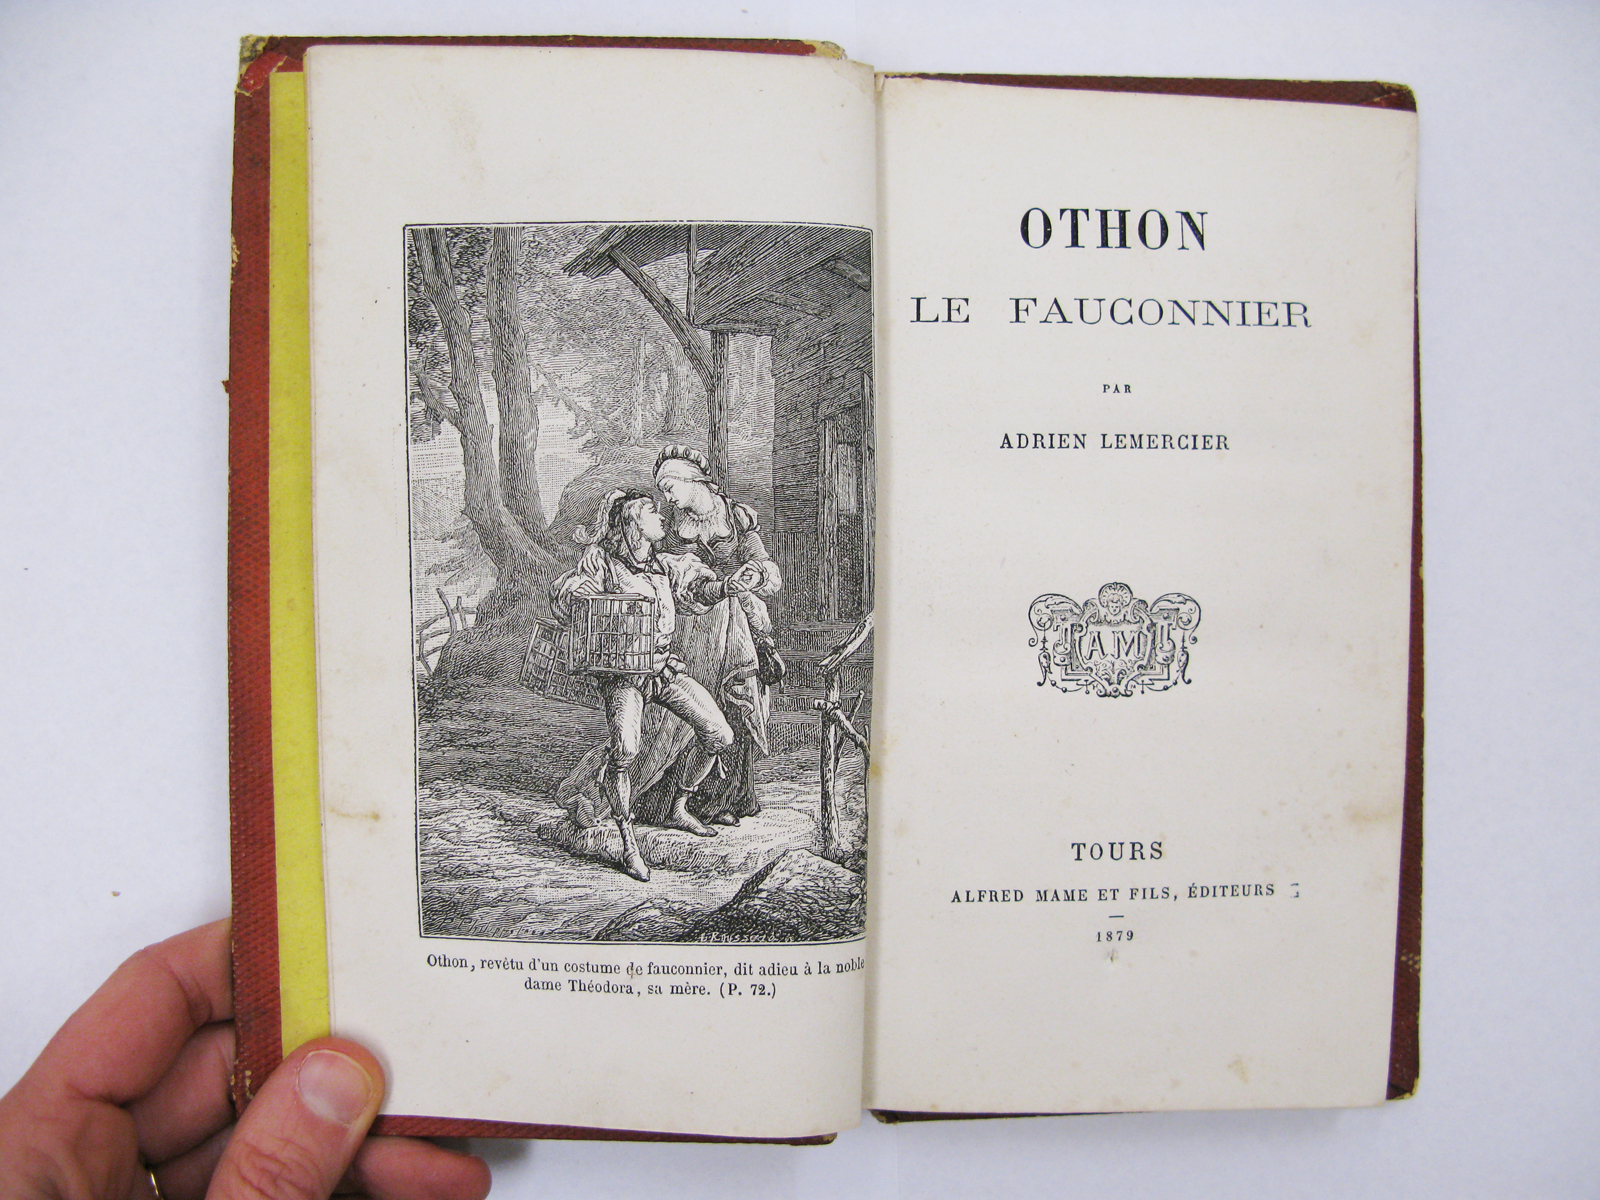 Othon, revêtu d'un costume de fauconnier, dit adieu à la noble
dame Théodora, sa mère. (P. 72.)
OTHON
LE FAUCONNIER
PAR
ADRIEN LEMERCIER
AM
TOURS
ALFRED MAME ET FILS, ÉDITEURS
1879